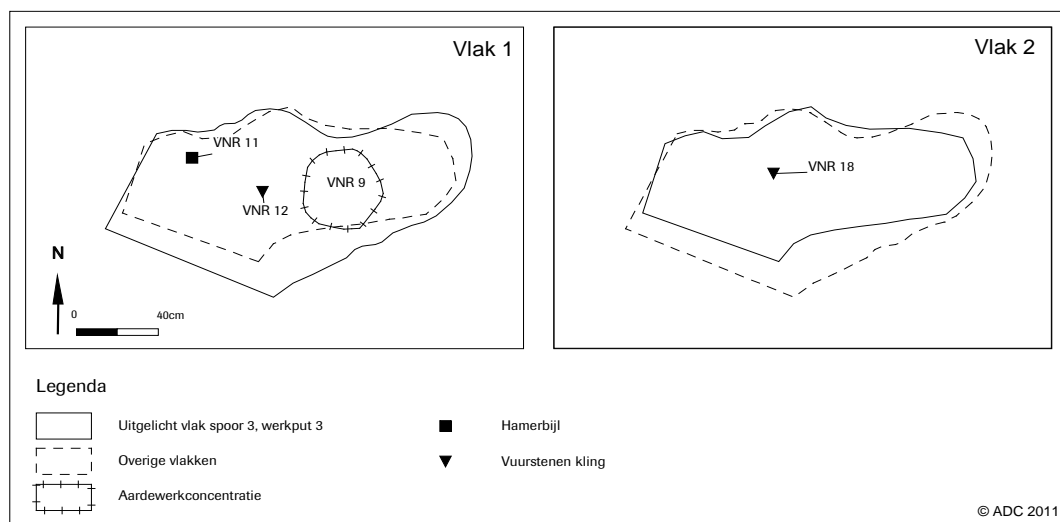 Vlak 1
VNR 11
VNR 9
VNR 12
N
0 40cm
Vlak 2
VNR 18
Legenda
Uitgelicht vlak spoor 3, werkput 3
Overige vlakken
Aardewerkconcentratie
Hamerbijl
Vuurstenen kling
© ADC 2011